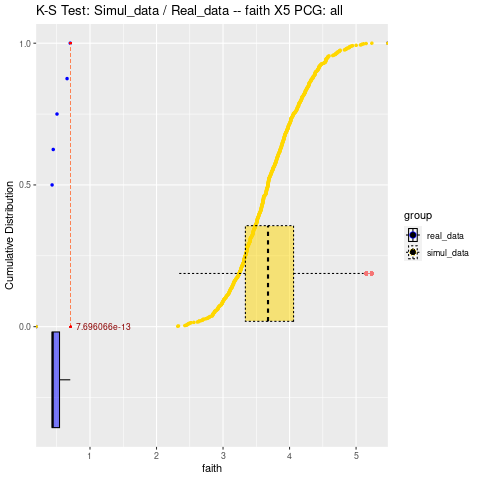 K-S Test: Simul_data / Real_data -- faith X5 PCG: all
1.0
0.5
0.0
Cumulative Distribution
7.696066e-13
1 2 3 4 5
faith
group
real_data
simul_data